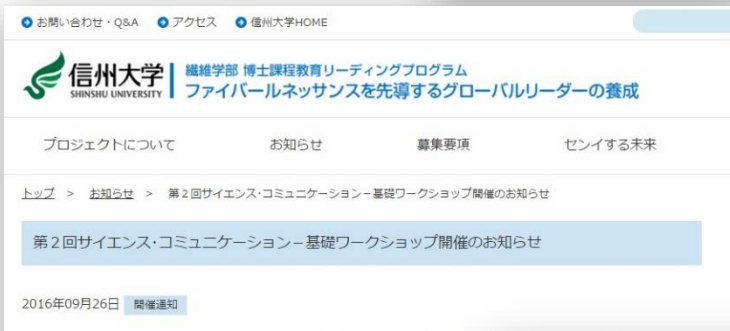 お問い合わせ・Q&A アクセス 信州大学HOME
信州大学
SHINSHU UNIVERSITY
繊維学部 博士課程教育リーディングプログラム
ファイバールネッサンスを先導するグローバルリーダーの養成
プロジェクトについて お知らせ 募集要項 センイする未来
トップ > お知らせ > 第2回サイエンス・コミュニケーション－基礎ワークショップ開催のお知らせ
第2回サイエンス・コミュニケーション－基礎ワークショップ開催のお知らせ
2016年09月26日 開催通知